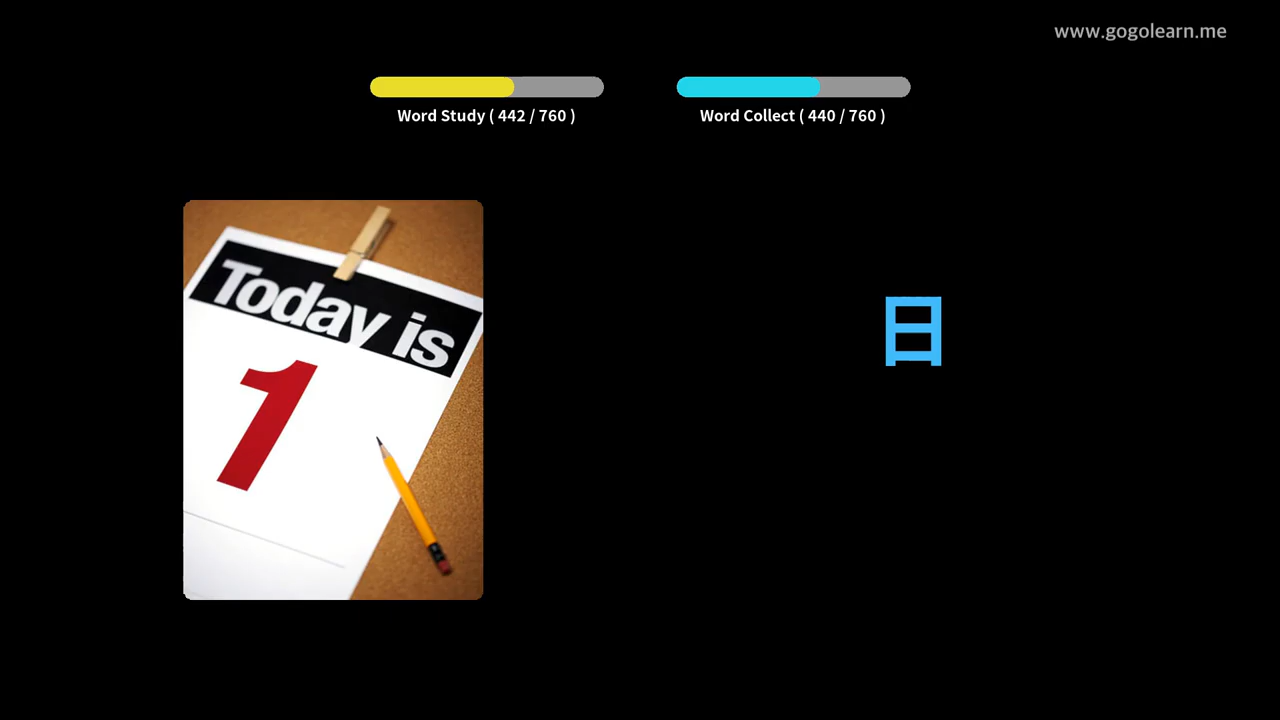 www.gogolearn.me
Word Study ( 442 / 760 )
Word Collect ( 440 / 760 )
Today is
1
日